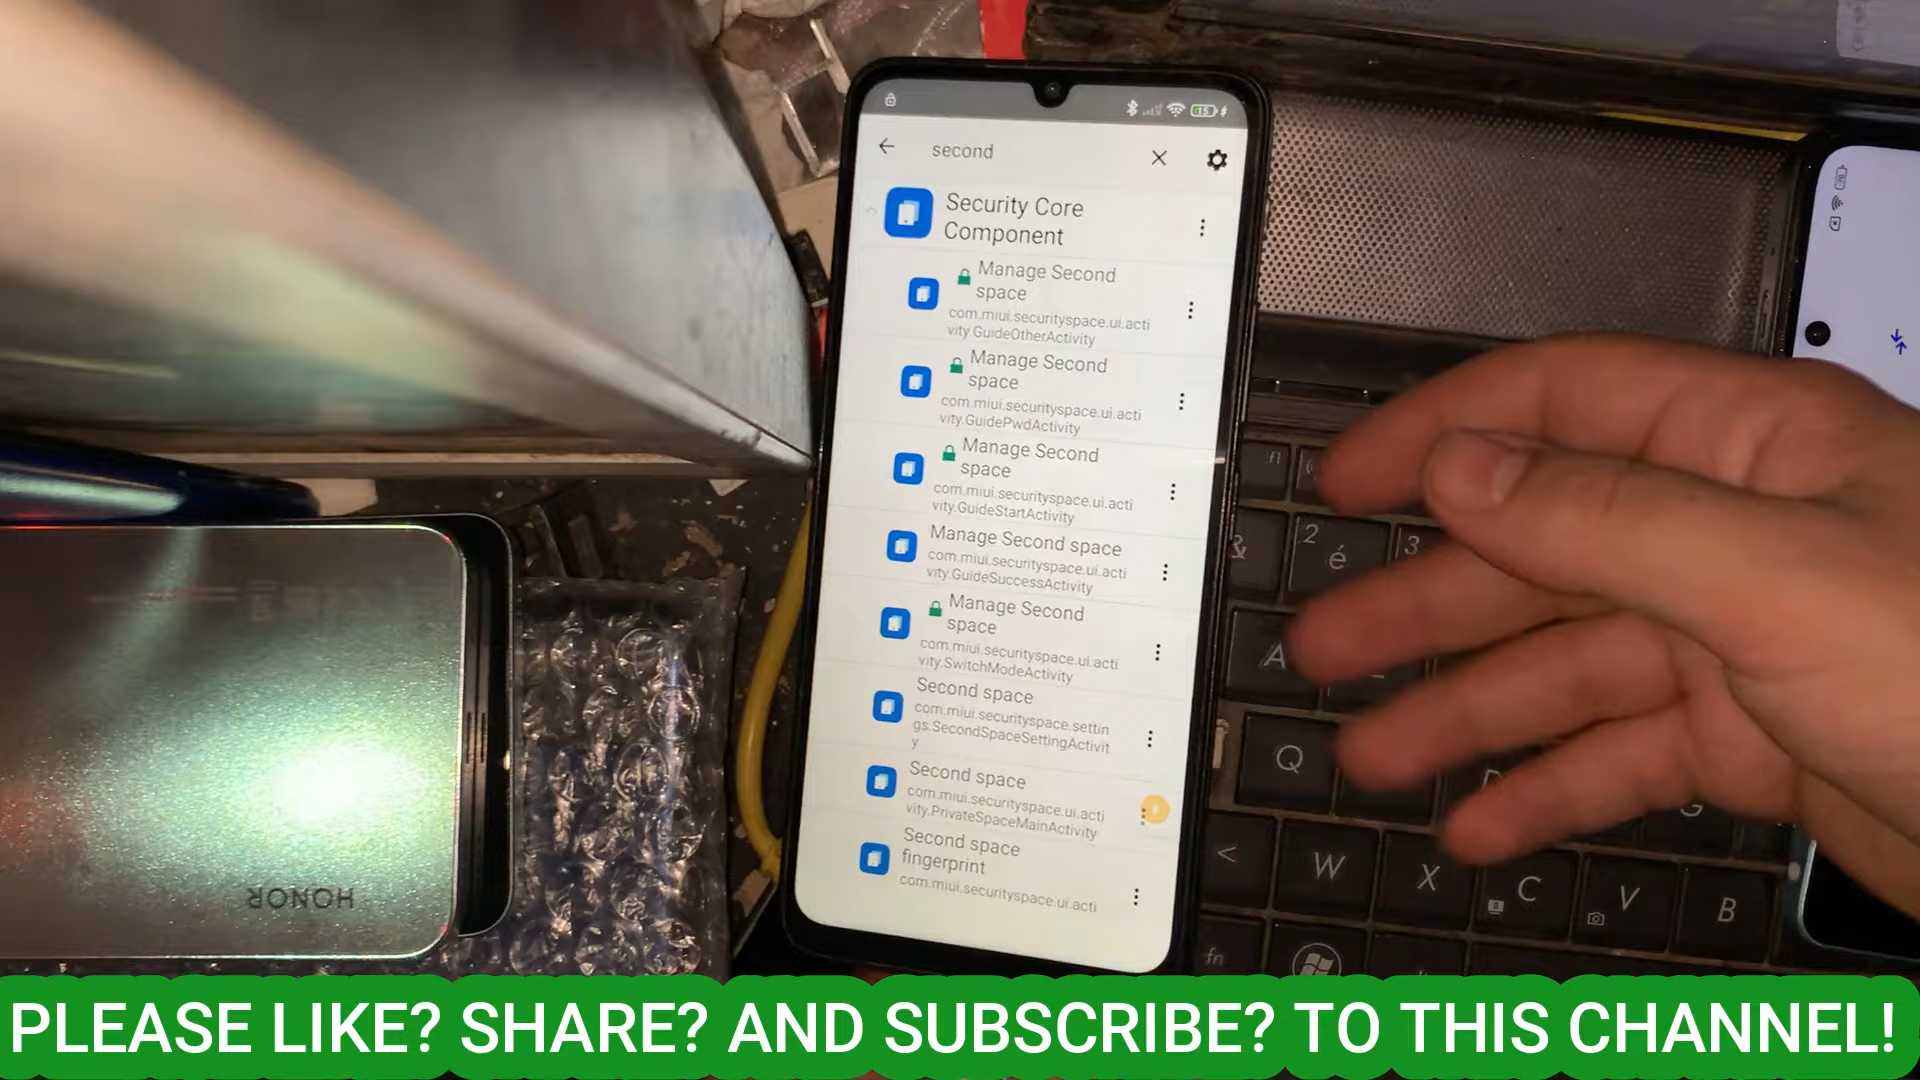 second
Security Core
Component
Manage Second
space
com.miui.securityspace.ui.acti
vity.GuideOtherActivity
Manage Second
space
com.miui.securityspace.ui.acti
vity.GuidePwdActivity
Manage Second
space
com.miui.securityspace.ui.acti
vity.GuideStartActivity
Manage Second space
com.miui.securityspace.ui.acti
vity.GuideSuccessActivity
Manage Second
space
com.miui.securityspace.ui.acti
vity.SwitchModeActivity
Second space
com.miui.securityspace.settin
gs.SecondSpaceSettingActivit
y
Second space
com.miui.securityspace.ui.acti
vity.PrivateSpaceMainActivity
Second space
fingerprint
com.miui.securityspace.ui.acti
15
HONOR
& 2 é 3
A
Q
G
< W X C V B
fn
PLEASE LIKE? SHARE? AND SUBSCRIBE? TO THIS CHANNEL!